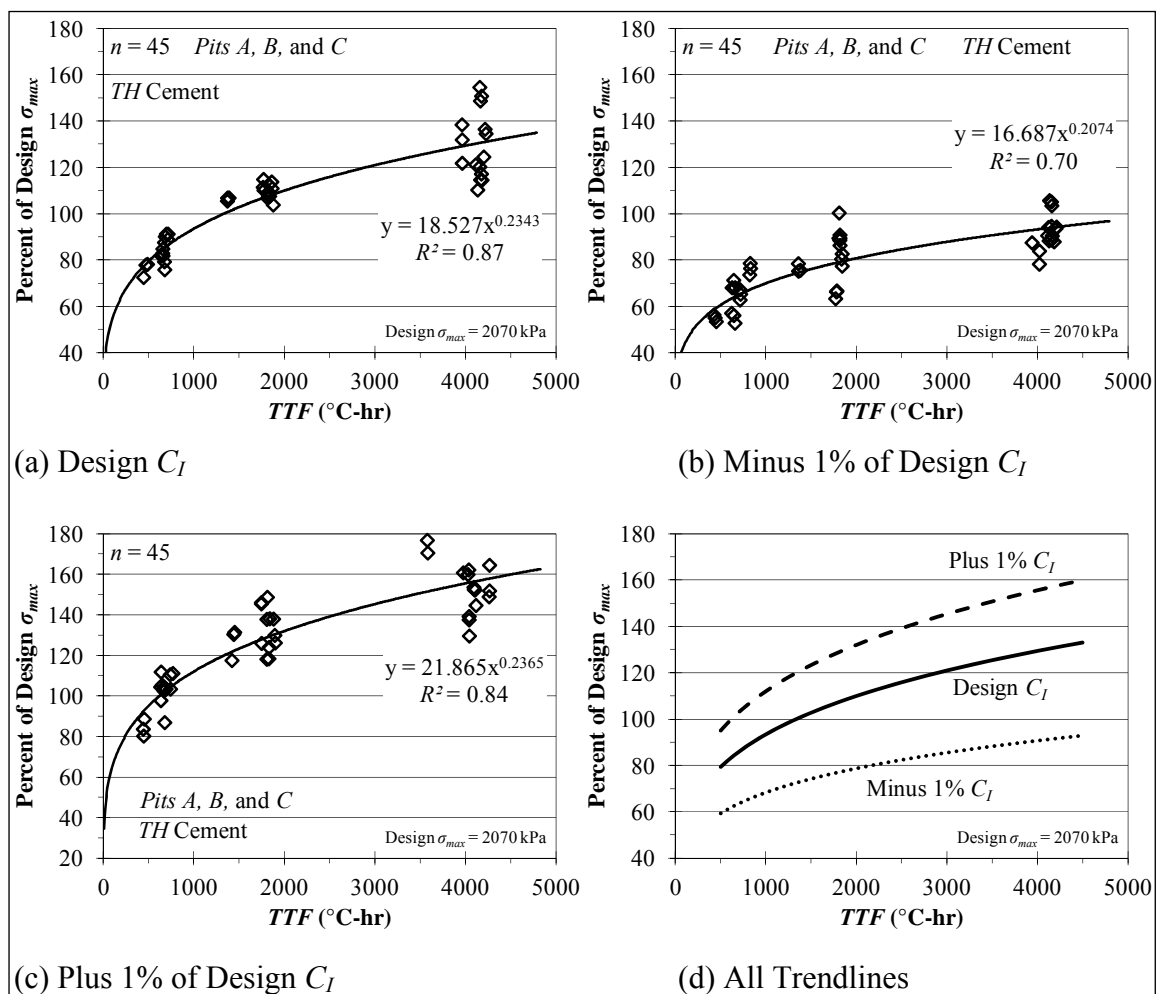 180
160
140
120
100
80
60
40
Percent of Design σmax
n = 45 Pits A, B, and C
TH Cement
y = 18.527x^0.2343
R² = 0.87
Design σmax = 2070 kPa
0 1000 2000 3000 4000 5000
TTF (°C-hr)
(a) Design CI
180
160
140
120
100
80
60
40
Percent of Design σmax
n = 45 Pits A, B, and C TH Cement
y = 16.687x^0.2074
R² = 0.70
Design σmax = 2070 kPa
0 1000 2000 3000 4000 5000
TTF (°C-hr)
(b) Minus 1% of Design CI
180
160
140
120
100
80
60
40
20
Percent of Design σmax
n = 45
y = 21.865x^0.2365
R² = 0.84
Pits A, B, and C
TH Cement
Design σmax = 2070 kPa
0 1000 2000 3000 4000 5000
TTF (°C-hr)
(c) Plus 1% of Design CI
180
160
140
120
100
80
60
40
Percent of Design σmax
Plus 1% CI
Design CI
Minus 1% CI
Design σmax = 2070 kPa
0 1000 2000 3000 4000 5000
TTF (°C-hr)
(d) All Trendlines